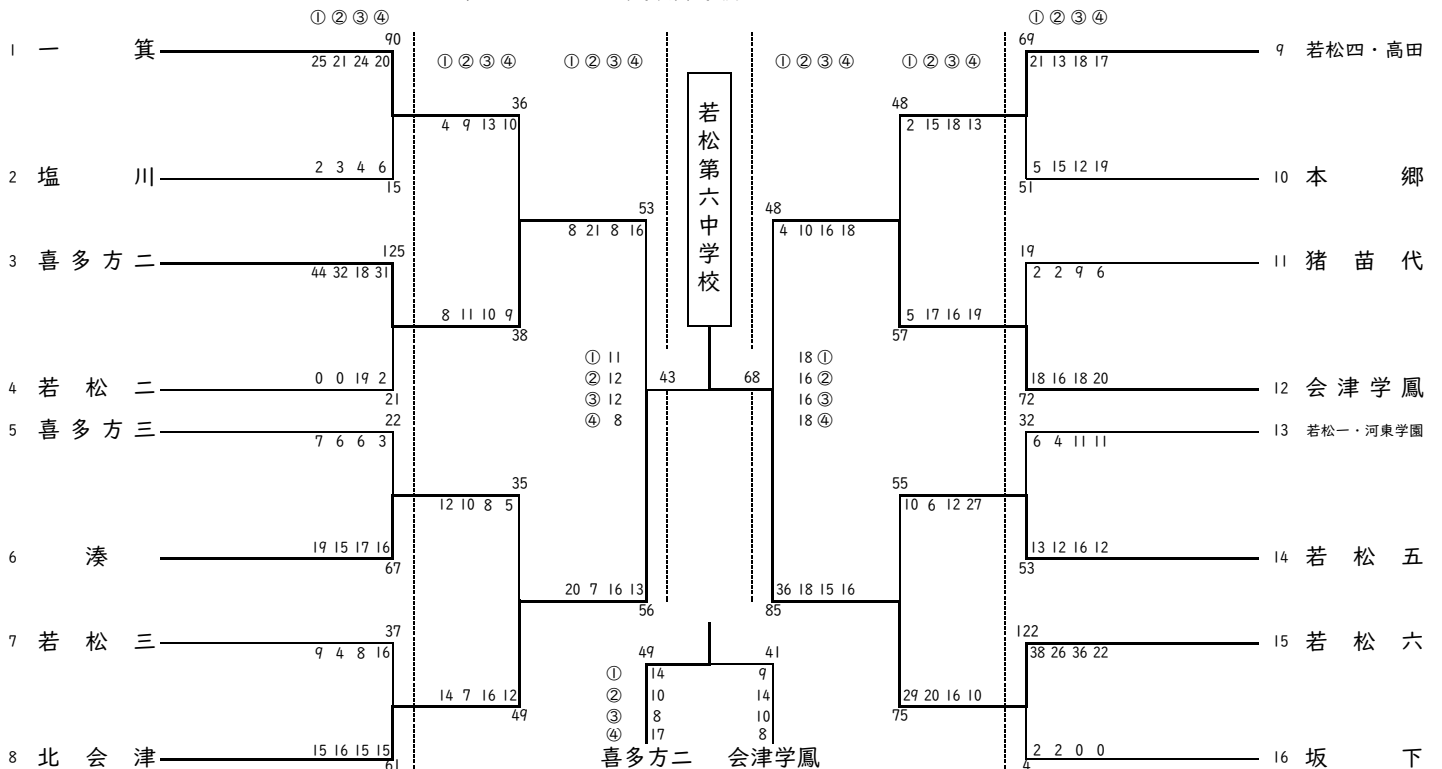 ①②③④ ①②③④
90 69
1 一箕 25 21 24 20 21 13 18 17 9 若松四・高田
①②③④ ①②③④ ①②③④ ①②③④
36 48
4 9 13 10 2 15 18 13
若松第六中学校
2 塩川 2 3 4 6 5 15 12 19 10 本郷
15 51
53 48
8 21 8 16 4 10 16 18
125 19
3 喜多方二 44 32 18 31 2 2 9 6 11 猪苗代
8 11 10 9 5 17 16 19
38 57
① 11 18 ①
② 12 43 68 16 ②
③ 12 16 ③
④ 8 18 ④
4 若松二 0 0 19 2 18 16 18 20 12 会津学鳳
21 72
22 32
5 喜多方三 7 6 6 3 6 4 11 11 13 若松一・河東学園
35 55
12 10 8 5 10 6 12 27
6 湊 19 15 17 16 13 12 16 12 14 若松五
67 53
20 7 16 13 36 18 15 16
56 85
37 122
7 若松三 9 4 8 16 38 26 36 22 15 若松六
49 41
① 14 9
② 10 14
③ 8 10
④ 17 8
喜多方二 会津学鳳
14 7 16 12 29 20 16 10
49 75
8 北会津 15 16 15 15 2 2 0 0 16 坂下
61 4